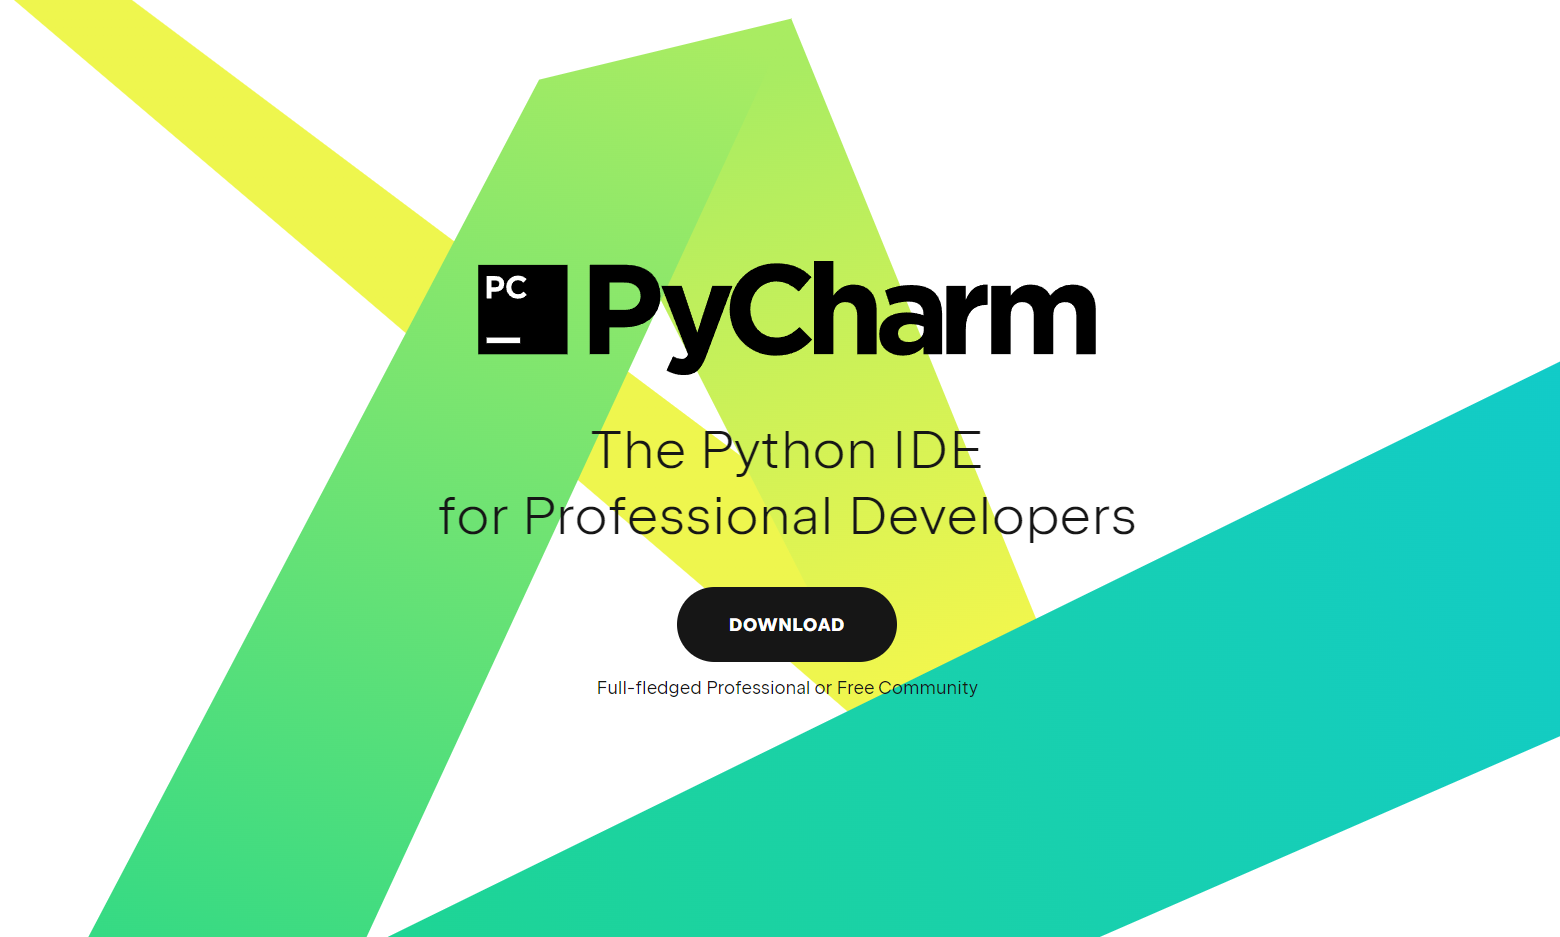 PC
PyCharm
The Python IDE
for Professional Developers
DOWNLOAD
Full-fledged Professional or Free Community